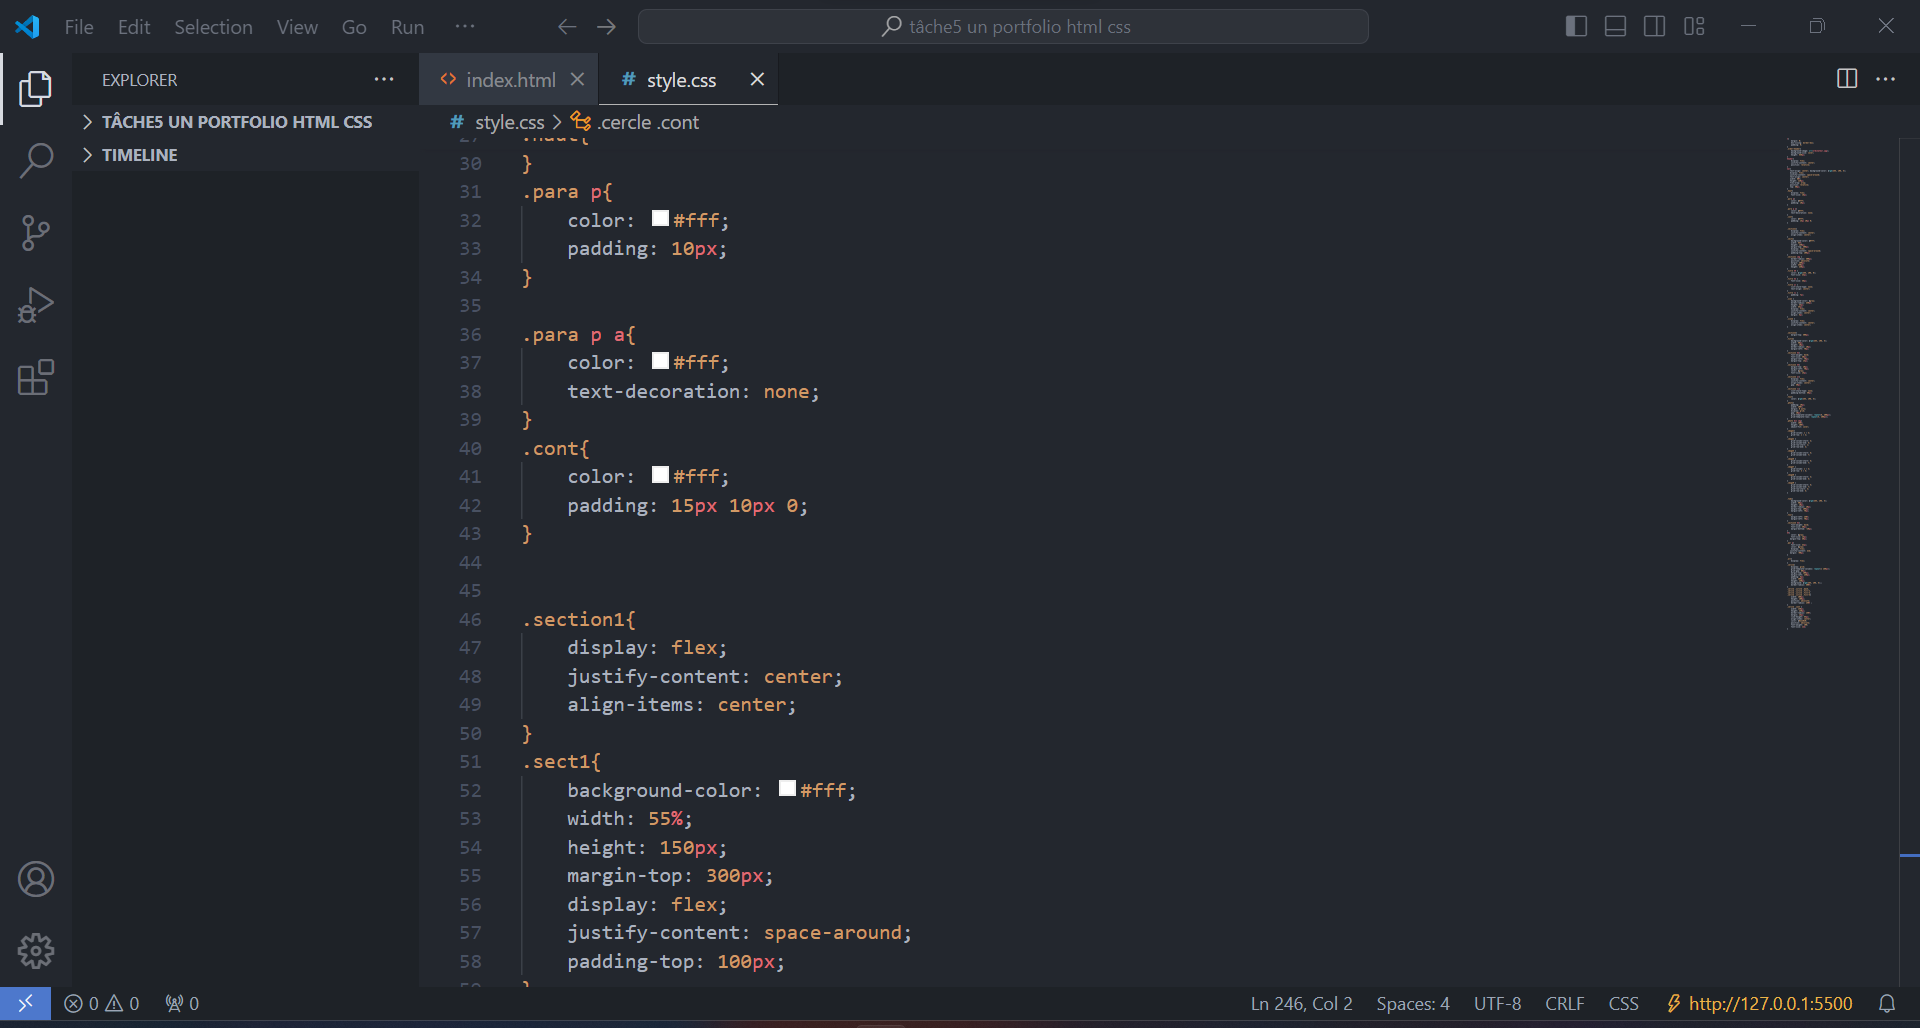 File Edit Selection View Go Run ···
tâche5 un portfolio html css
EXPLORER ···
index.html
# style.css
TÂCHE5 UN PORTFOLIO HTML CSS
TIMELINE
# style.css > .cercle .cont
30 }
31 .para p{
32 color: #fff;
33 padding: 10px;
34 }
35
36 .para p a{
37 color: #fff;
38 text-decoration: none;
39 }
40 .cont{
41 color: #fff;
42 padding: 15px 10px 0;
43 }
44
45
46 .section1{
47 display: flex;
48 justify-content: center;
49 align-items: center;
50 }
51 .sect1{
52 background-color: #fff;
53 width: 55%;
54 height: 150px;
55 margin-top: 300px;
56 display: flex;
57 justify-content: space-around;
58 padding-top: 100px;
0 0 0
Ln 246, Col 2 Spaces: 4 UTF-8 CRLF CSS http://127.0.0.1:5500